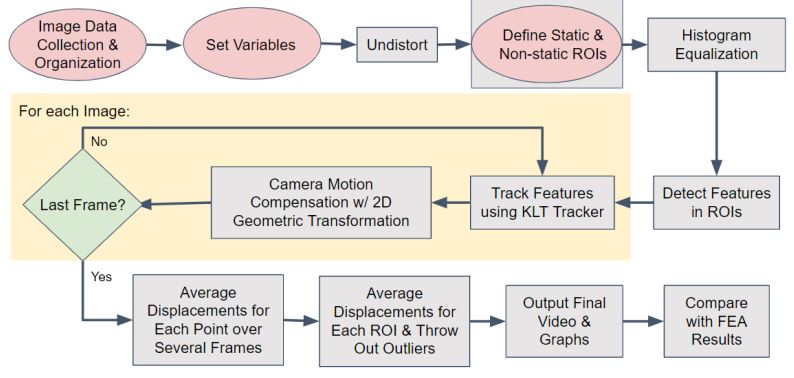 Image Data
Collection &
Organization
Set Variables
Undistort
Define Static &
Non-static ROIs
Histogram
Equalization
For each Image:
No
Last Frame?
Camera Motion
Compensation w/ 2D
Geometric Transformation
Track Features
using KLT Tracker
Detect Features
in ROIs
Yes
Average
Displacements for
Each Point over
Several Frames
Average
Displacements for
Each ROI & Throw
Out Outliers
Output Final
Video &
Graphs
Compare
with FEA
Results